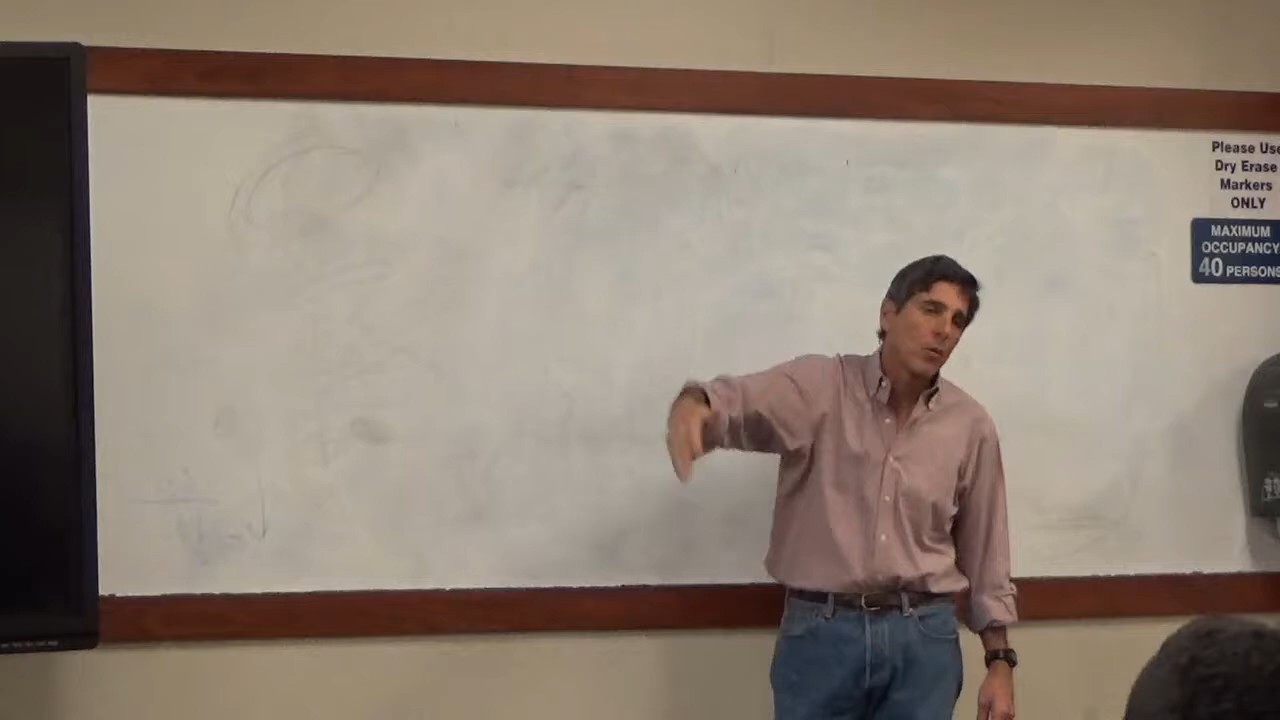 Please Use
Dry Erase
Markers
ONLY
MAXIMUM
OCCUPANCY
40 PERSONS